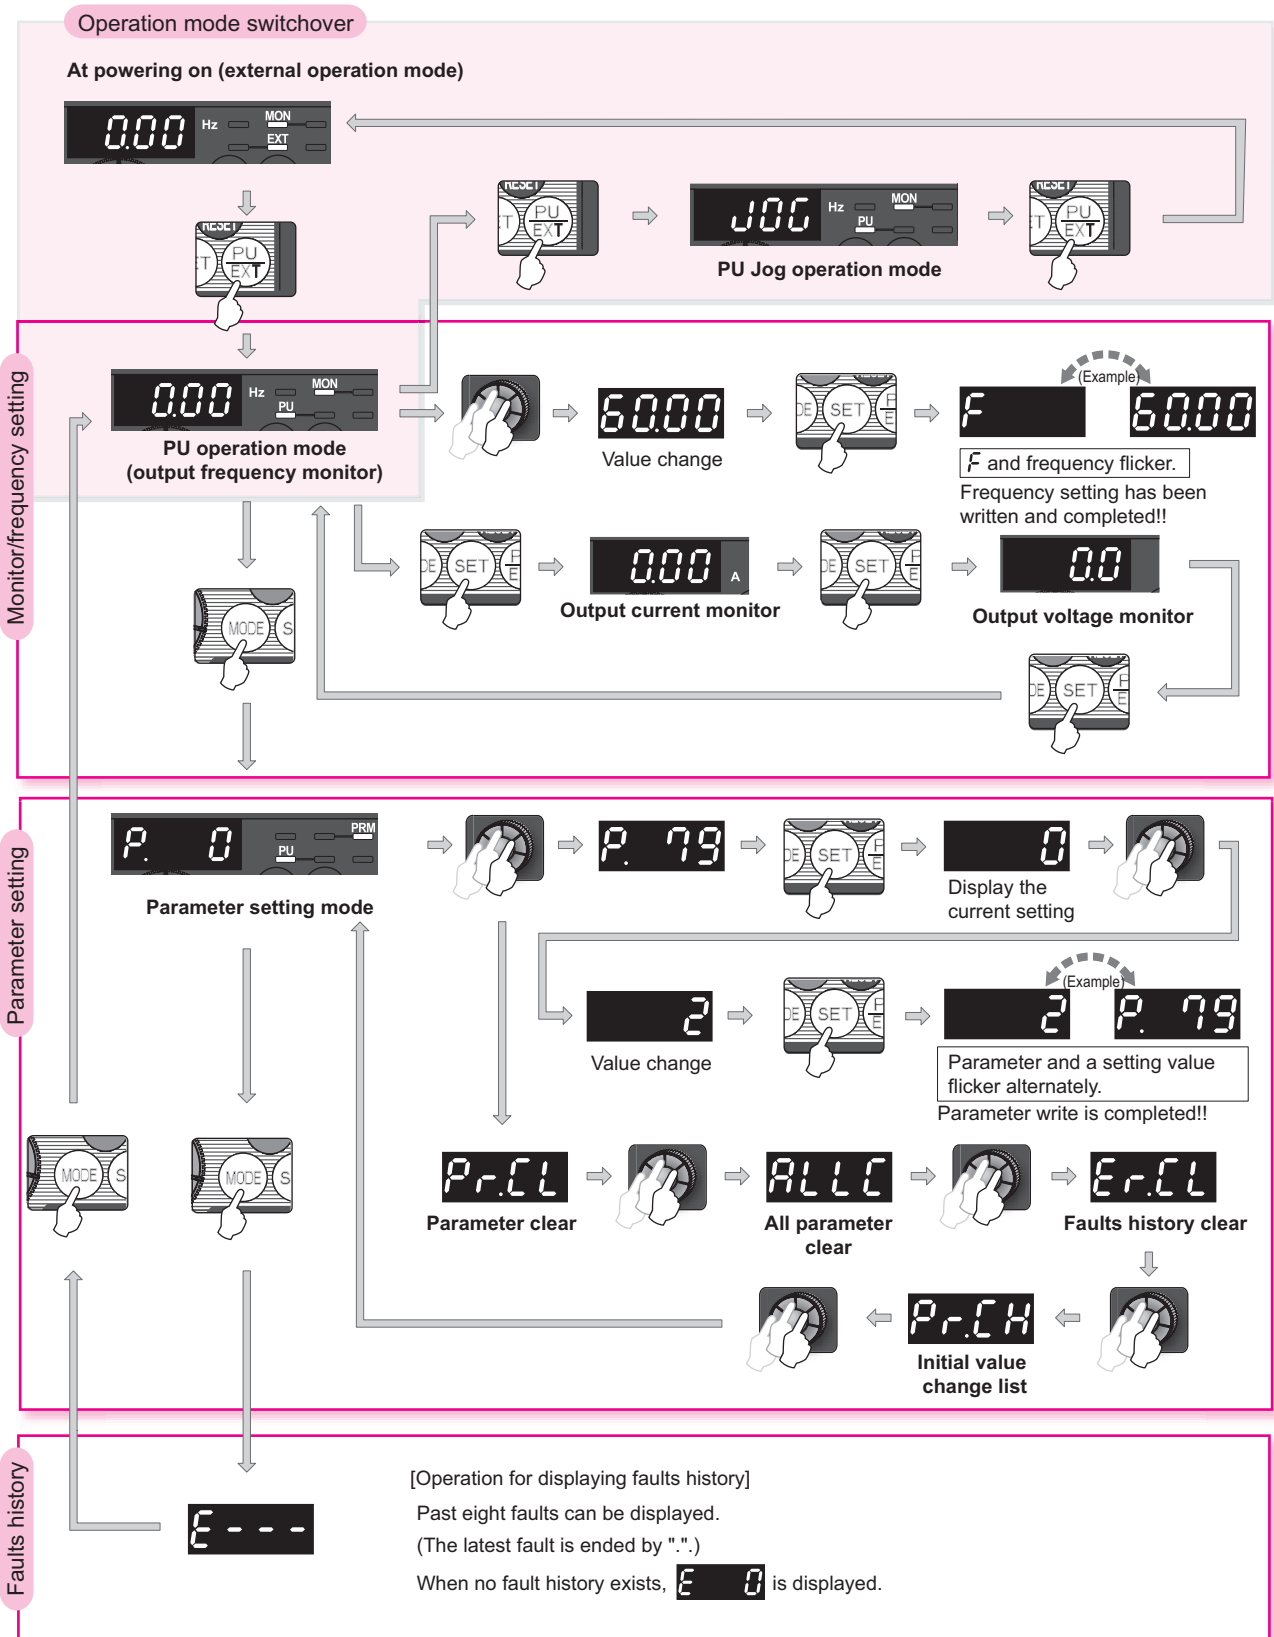 Operation mode switchover
At powering on (external operation mode)
0.00 Hz MON EXT
RESET
PU
EXT
RESET
PU
EXT
JOG Hz MON PU
PU Jog operation mode
RESET
PU
EXT
Monitor/frequency setting
0.00 Hz MON PU
PU operation mode
(output frequency monitor)
60.00
Value change
SET
(Example)
F 60.00
F and frequency flicker.
Frequency setting has been
written and completed!!
SET
0.00 A
Output current monitor
SET
0.0
Output voltage monitor
MODE
SET
Parameter setting
P. 0 PRM PU
Parameter setting mode
P. 79
SET
0
Display the
current setting
2
Value change
SET
(Example)
2 P. 79
Parameter and a setting value
flicker alternately.
Parameter write is completed!!
MODE
MODE
Pr.CL
Parameter clear
ALLC
All parameter
clear
Er.CL
Faults history clear
Pr.CH
Initial value
change list
Faults history
E---
[Operation for displaying faults history]
Past eight faults can be displayed.
(The latest fault is ended by ".".)
When no fault history exists, E 0 is displayed.